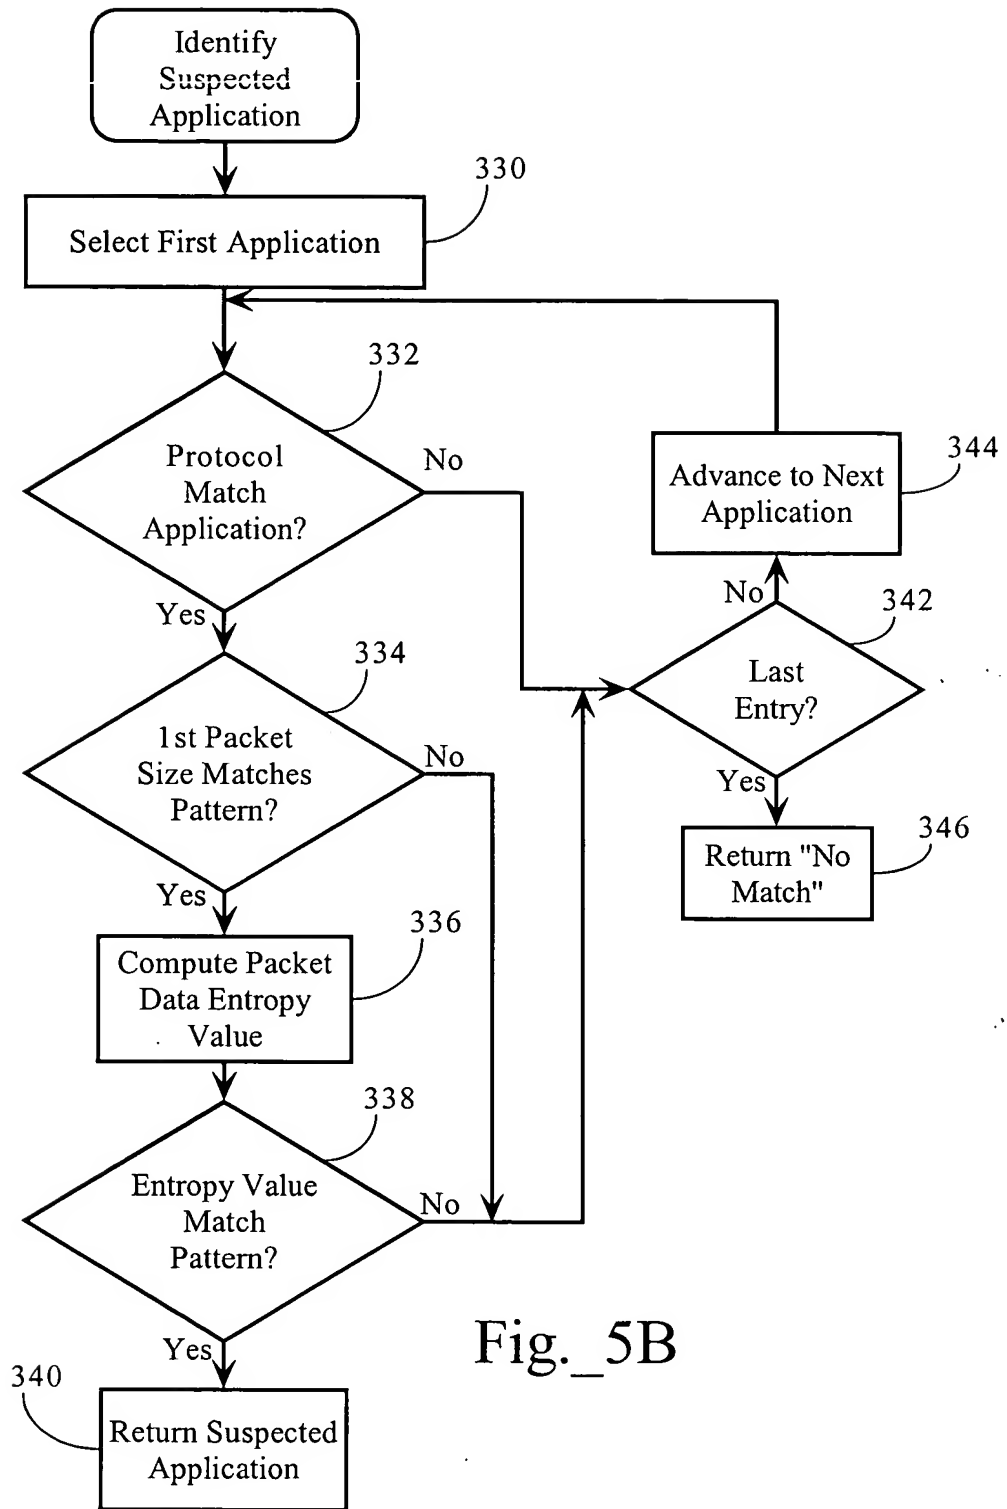 Identify
Suspected
Application
330
Select First Application
332
Protocol
Match
Application?
No
Yes
344
Advance to Next
Application
No
342
Last
Entry?
Yes
346
Return "No
Match"
334
1st Packet
Size Matches
Pattern?
No
Yes
336
Compute Packet
Data Entropy
Value
338
Entropy Value
Match
Pattern?
No
Yes
340
Return Suspected
Application
Fig._5B